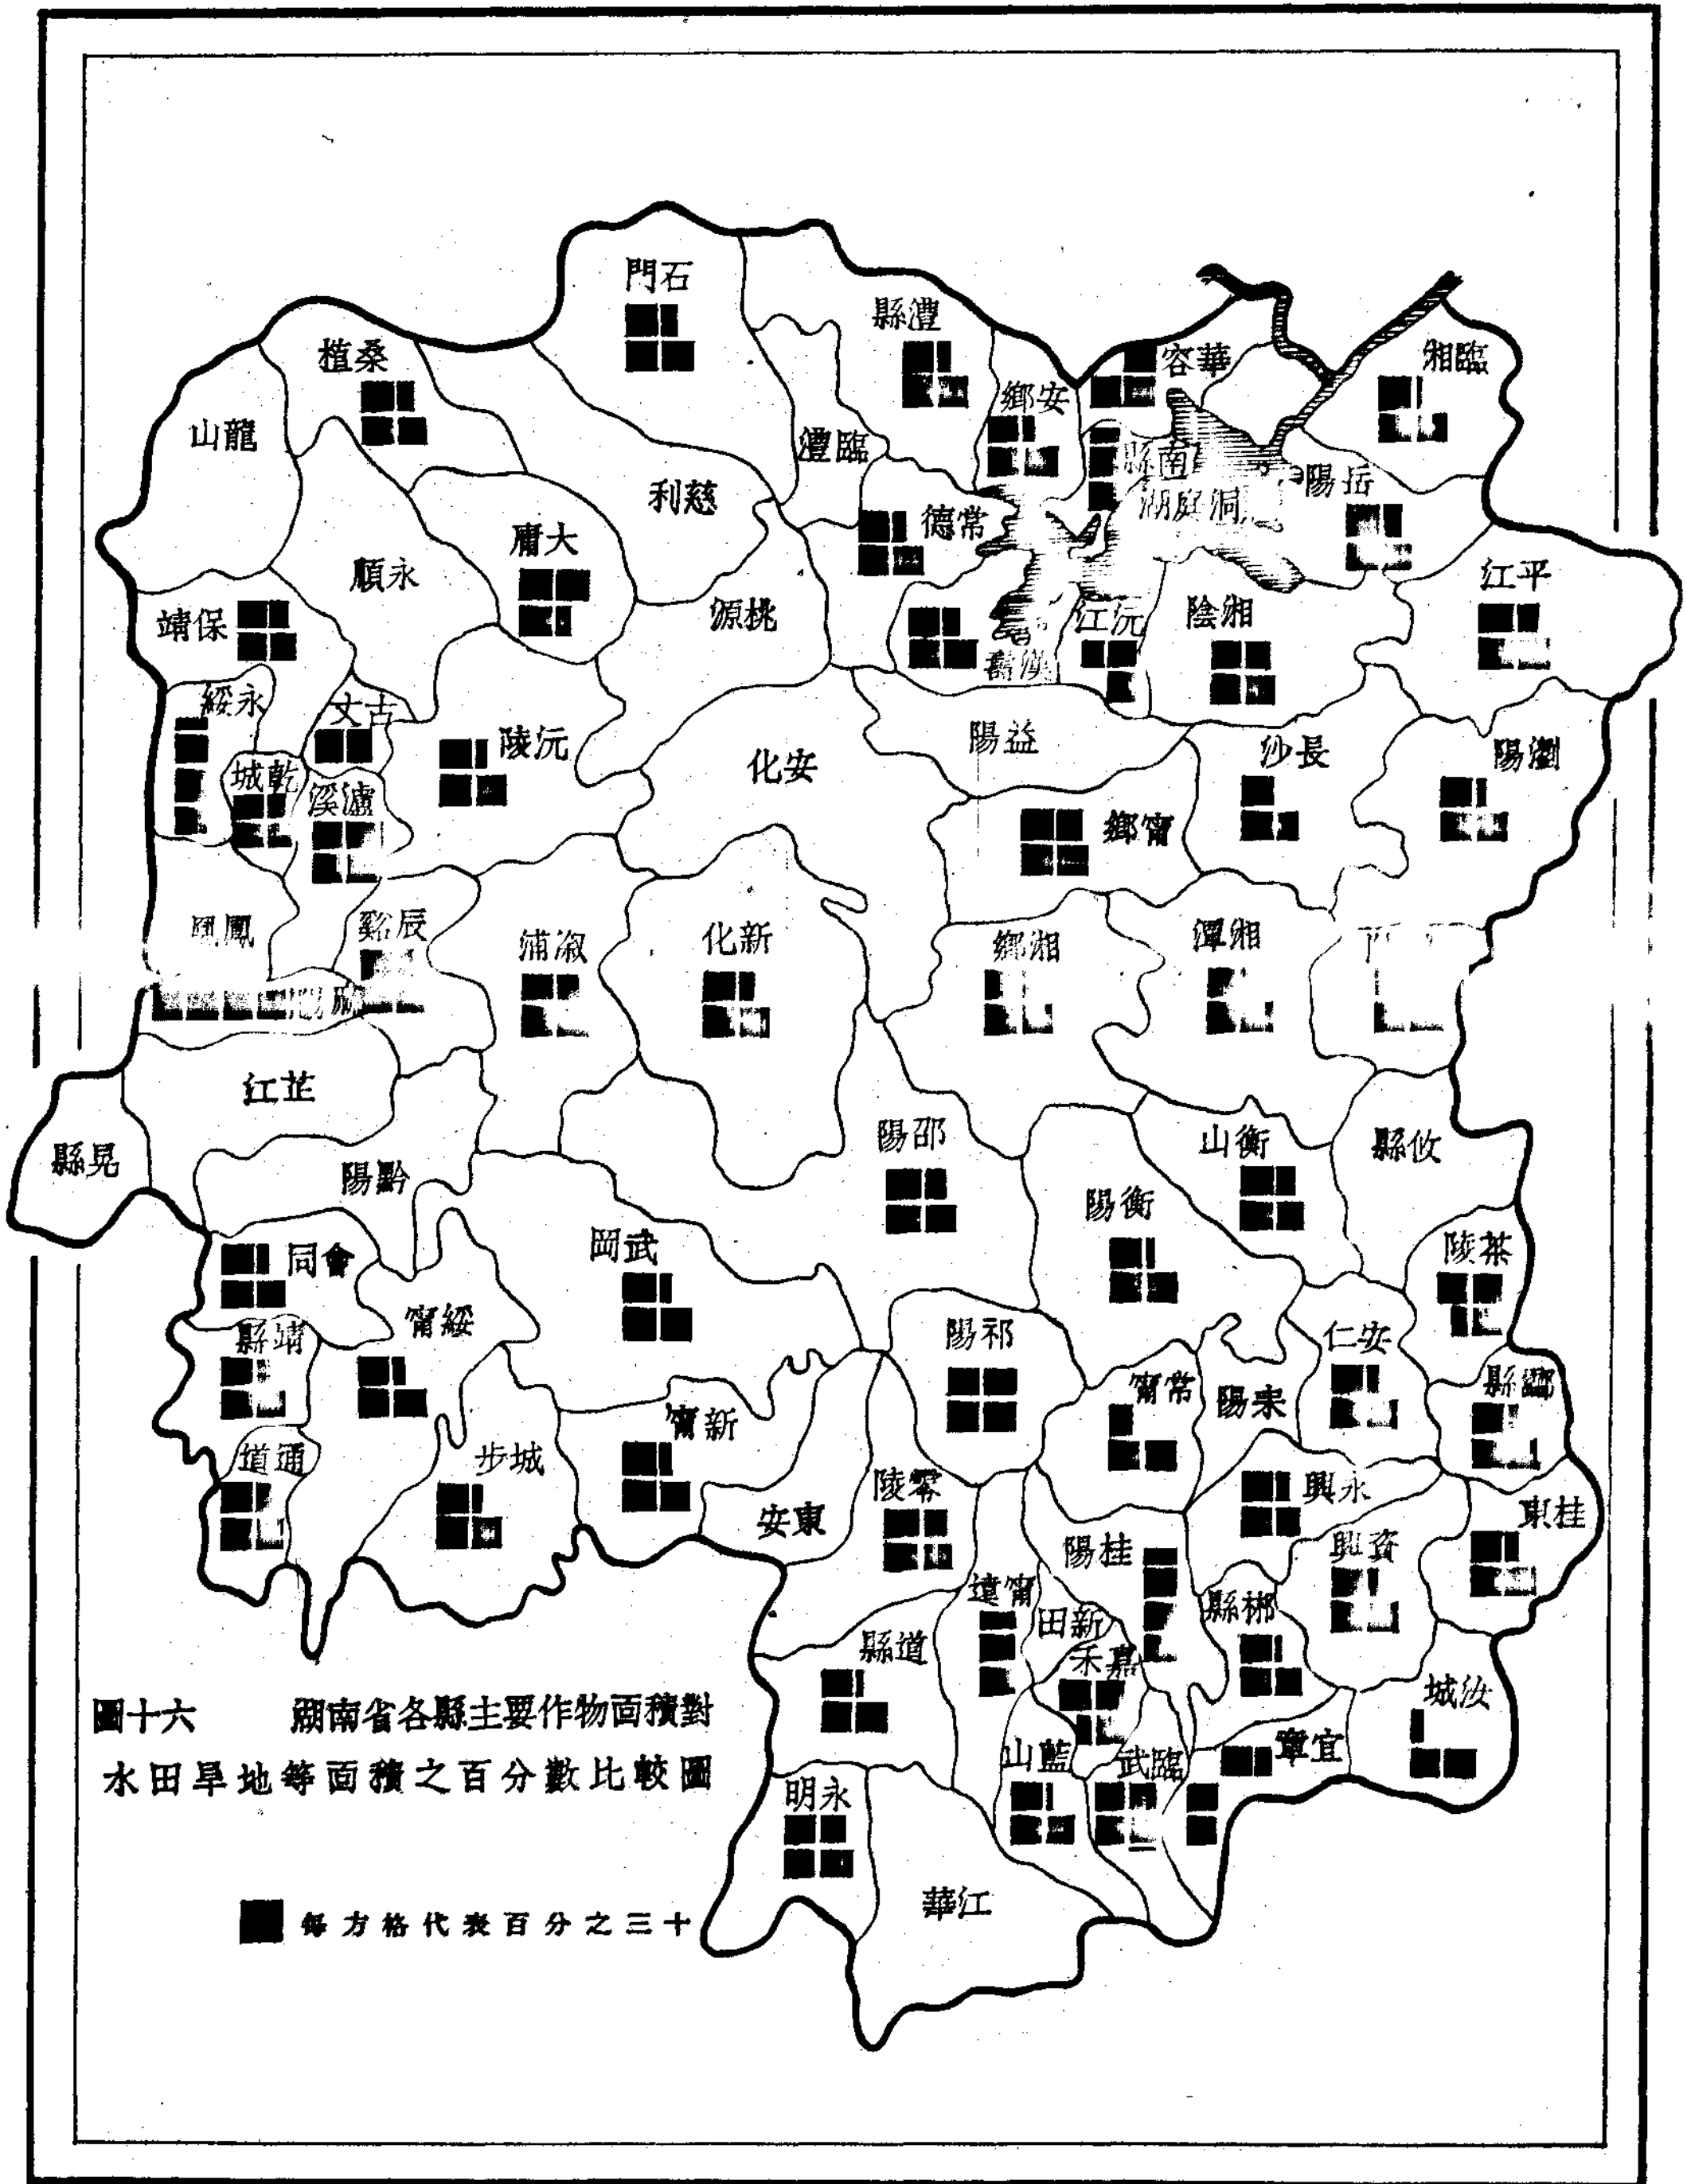 石門
澧縣
桑植
華容
臨湘
安鄉
龍山
臨澧
南縣
洞庭湖
岳陽
慈利
常德
大庸
永順
平江
保靖
桃源
沅江
湘陰
漢壽
永綏
古丈
沅陵
益陽
安化
長沙
瀏陽
乾城
瀘溪
甯鄉
鳳凰
辰谿
漵浦
新化
湘鄉
湘潭
芷江
晃縣
黔陽
邵陽
衡山
攸縣
衡陽
會同
武岡
茶陵
靖縣
綏甯
祁陽
安仁
常甯
耒陽
酃縣
通道
城步
新甯
零陵
東安
永興
桂東
桂陽
資興
甯遠
新田
郴縣
道縣
嘉禾
汝城
藍山
臨武
宜章
永明
江華
圖十六 湖南省各縣主要作物面積對
水田旱地等面積之百分數比較圖
每方格代表百分之三十